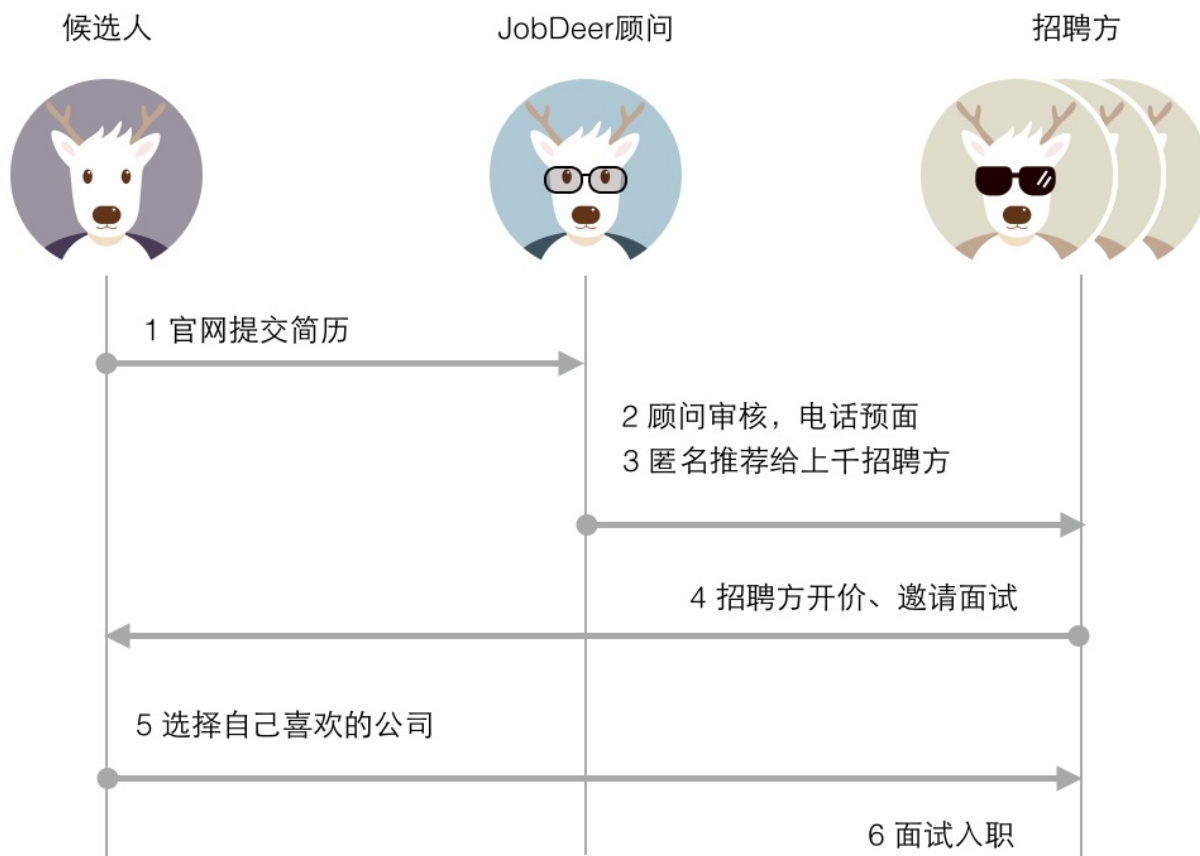 候选人
JobDeer顾问
招聘方
1 官网提交简历
2 顾问审核，电话预面
3 匿名推荐给上千招聘方
4 招聘方开价、邀请面试
5 选择自己喜欢的公司
6 面试入职